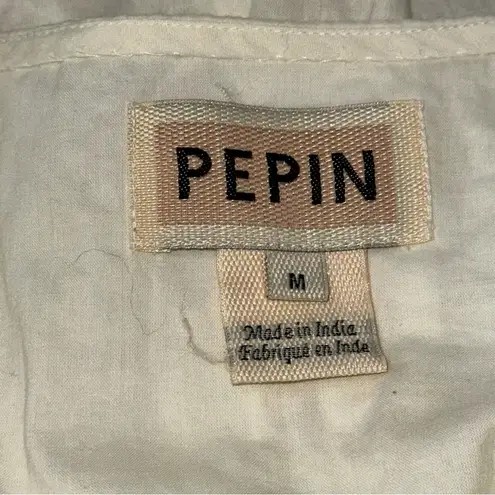 PEPIN
M
Made in India
Fabriqué en Inde